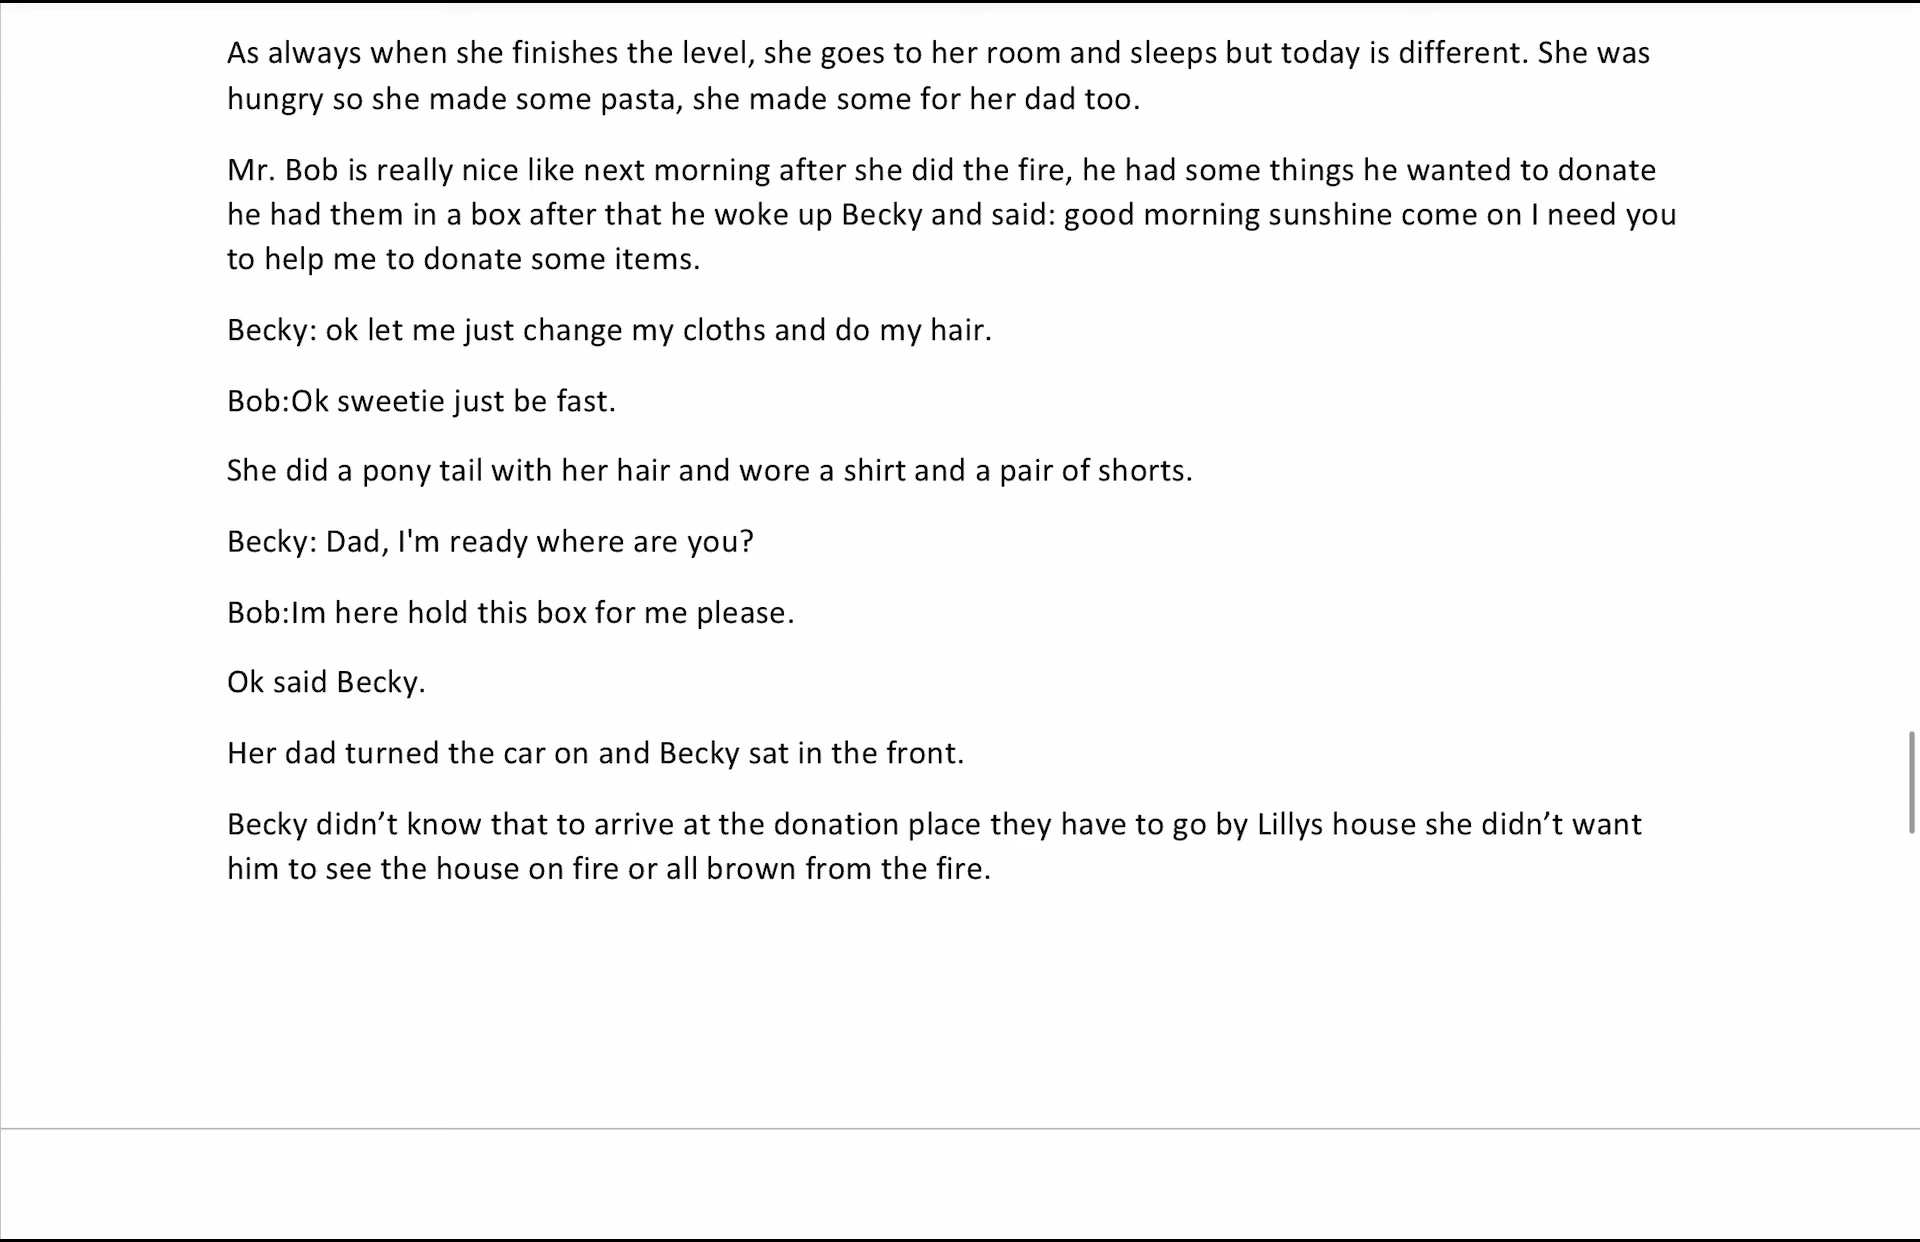 As always when she finishes the level, she goes to her room and sleeps but today is different. She was
hungry so she made some pasta, she made some for her dad too.
Mr. Bob is really nice like next morning after she did the fire, he had some things he wanted to donate
he had them in a box after that he woke up Becky and said: good morning sunshine come on I need you
to help me to donate some items.
Becky: ok let me just change my cloths and do my hair.
Bob:Ok sweetie just be fast.
She did a pony tail with her hair and wore a shirt and a pair of shorts.
Becky: Dad, I'm ready where are you?
Bob:Im here hold this box for me please.
Ok said Becky.
Her dad turned the car on and Becky sat in the front.
Becky didn’t know that to arrive at the donation place they have to go by Lillys house she didn’t want
him to see the house on fire or all brown from the fire.